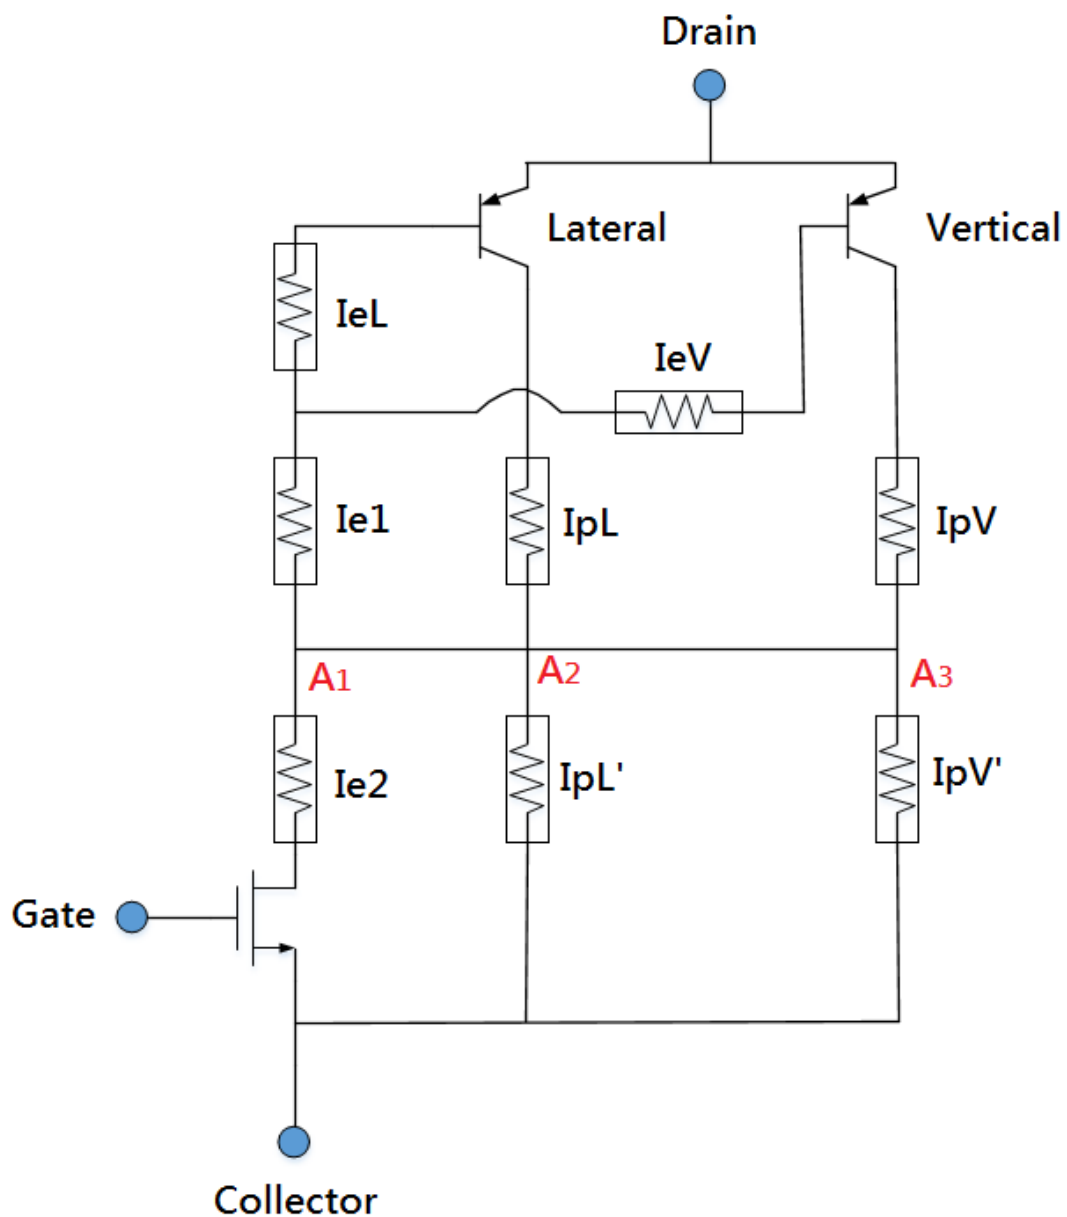 Drain
Lateral
Vertical
IeL
IeV
Ie1
IpL
IpV
A1
A2
A3
Ie2
IpL'
IpV'
Gate
Collector